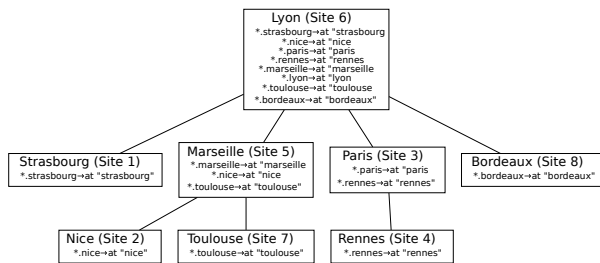 Lyon (Site 6)
*.strasbourg→at "strasbourg
*.nice→at "nice
*.paris→at "paris
*.rennes→at "rennes
*.marseille→at "marseille
*.lyon→at "lyon
*.toulouse→at "toulouse
*.bordeaux→at "bordeaux"
Strasbourg (Site 1)
*.strasbourg→at "strasbourg"
Marseille (Site 5)
*.marseille→at "marseille
*.nice→at "nice
*.toulouse→at "toulouse"
Paris (Site 3)
*.paris→at "paris
*.rennes→at "rennes"
Bordeaux (Site 8)
*.bordeaux→at "bordeaux"
Nice (Site 2)
*.nice→at "nice"
Toulouse (Site 7)
*.toulouse→at "toulouse"
Rennes (Site 4)
*.rennes→at "rennes"